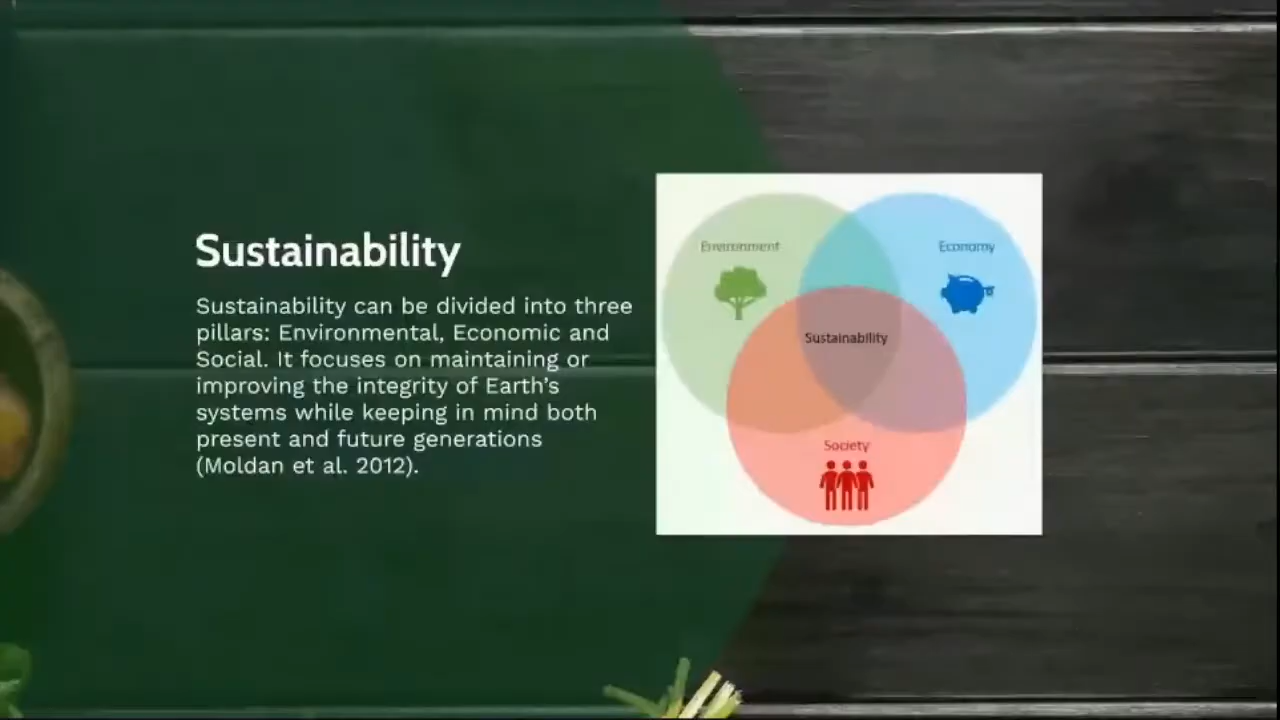 Sustainability
Sustainability can be divided into three
pillars: Environmental, Economic and
Social. It focuses on maintaining or
improving the integrity of Earth's
systems while keeping in mind both
present and future generations
(Moldan et al. 2012).
Environment
Economy
Sustainability
Society